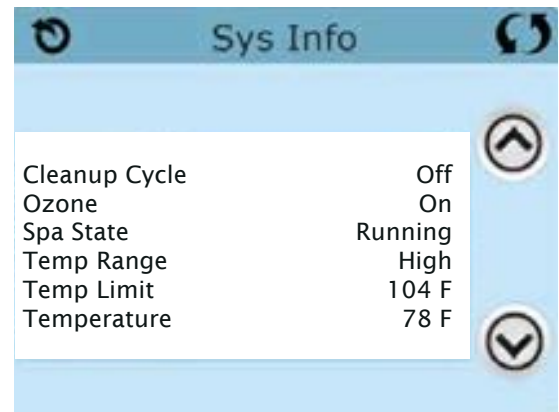 Sys Info
Cleanup Cycle Off
Ozone On
Spa State Running
Temp Range High
Temp Limit 104 F
Temperature 78 F